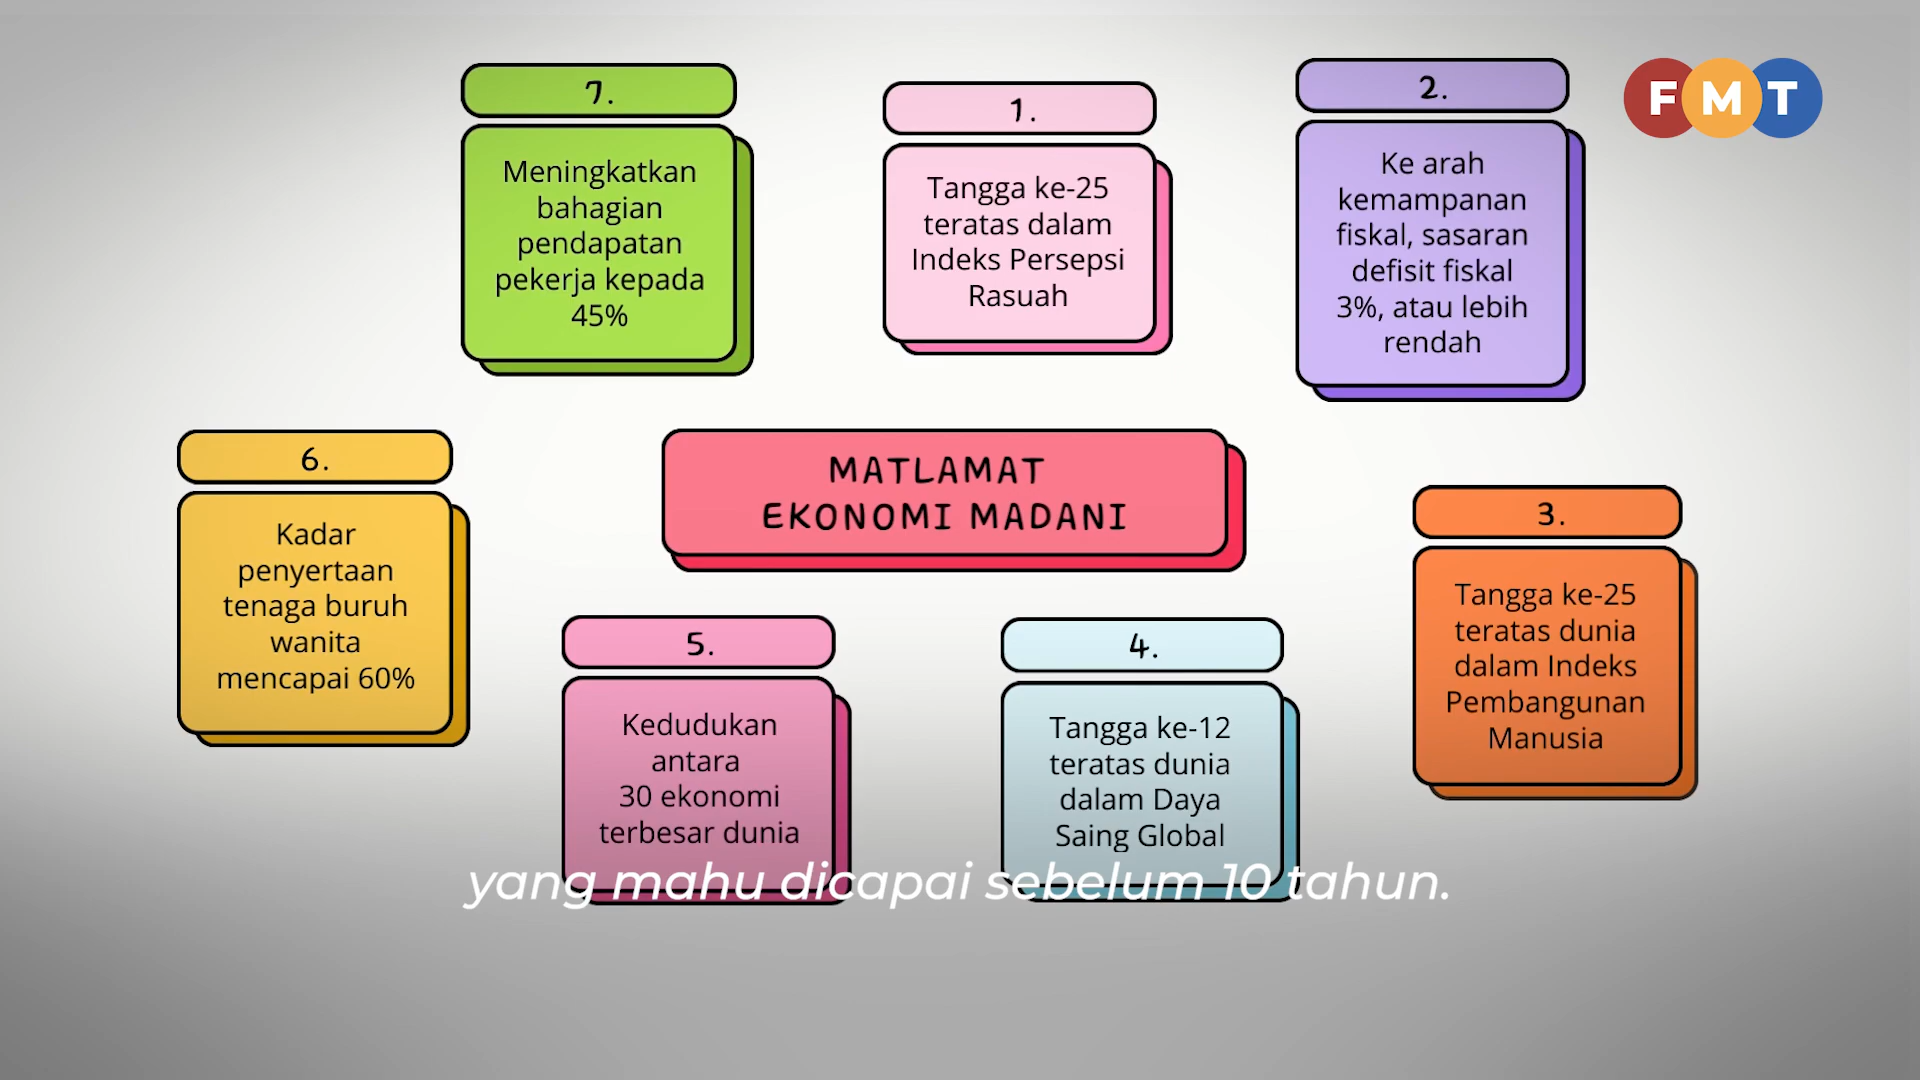 FMT
MATLAMAT
EKONOMI MADANI
1.
Tangga ke-25
teratas dalam
Indeks Persepsi
Rasuah
2.
Ke arah
kemampanan
fiskal, sasaran
defisit fiskal
3%, atau lebih
rendah
3.
Tangga ke-25
teratas dunia
dalam Indeks
Pembangunan
Manusia
4.
Tangga ke-12
teratas dunia
dalam Daya
Saing Global
5.
Kedudukan
antara
30 ekonomi
terbesar dunia
6.
Kadar
penyertaan
tenaga buruh
wanita
mencapai 60%
7.
Meningkatkan
bahagian
pendapatan
pekerja kepada
45%
yang mahu dicapai sebelum 10 tahun.